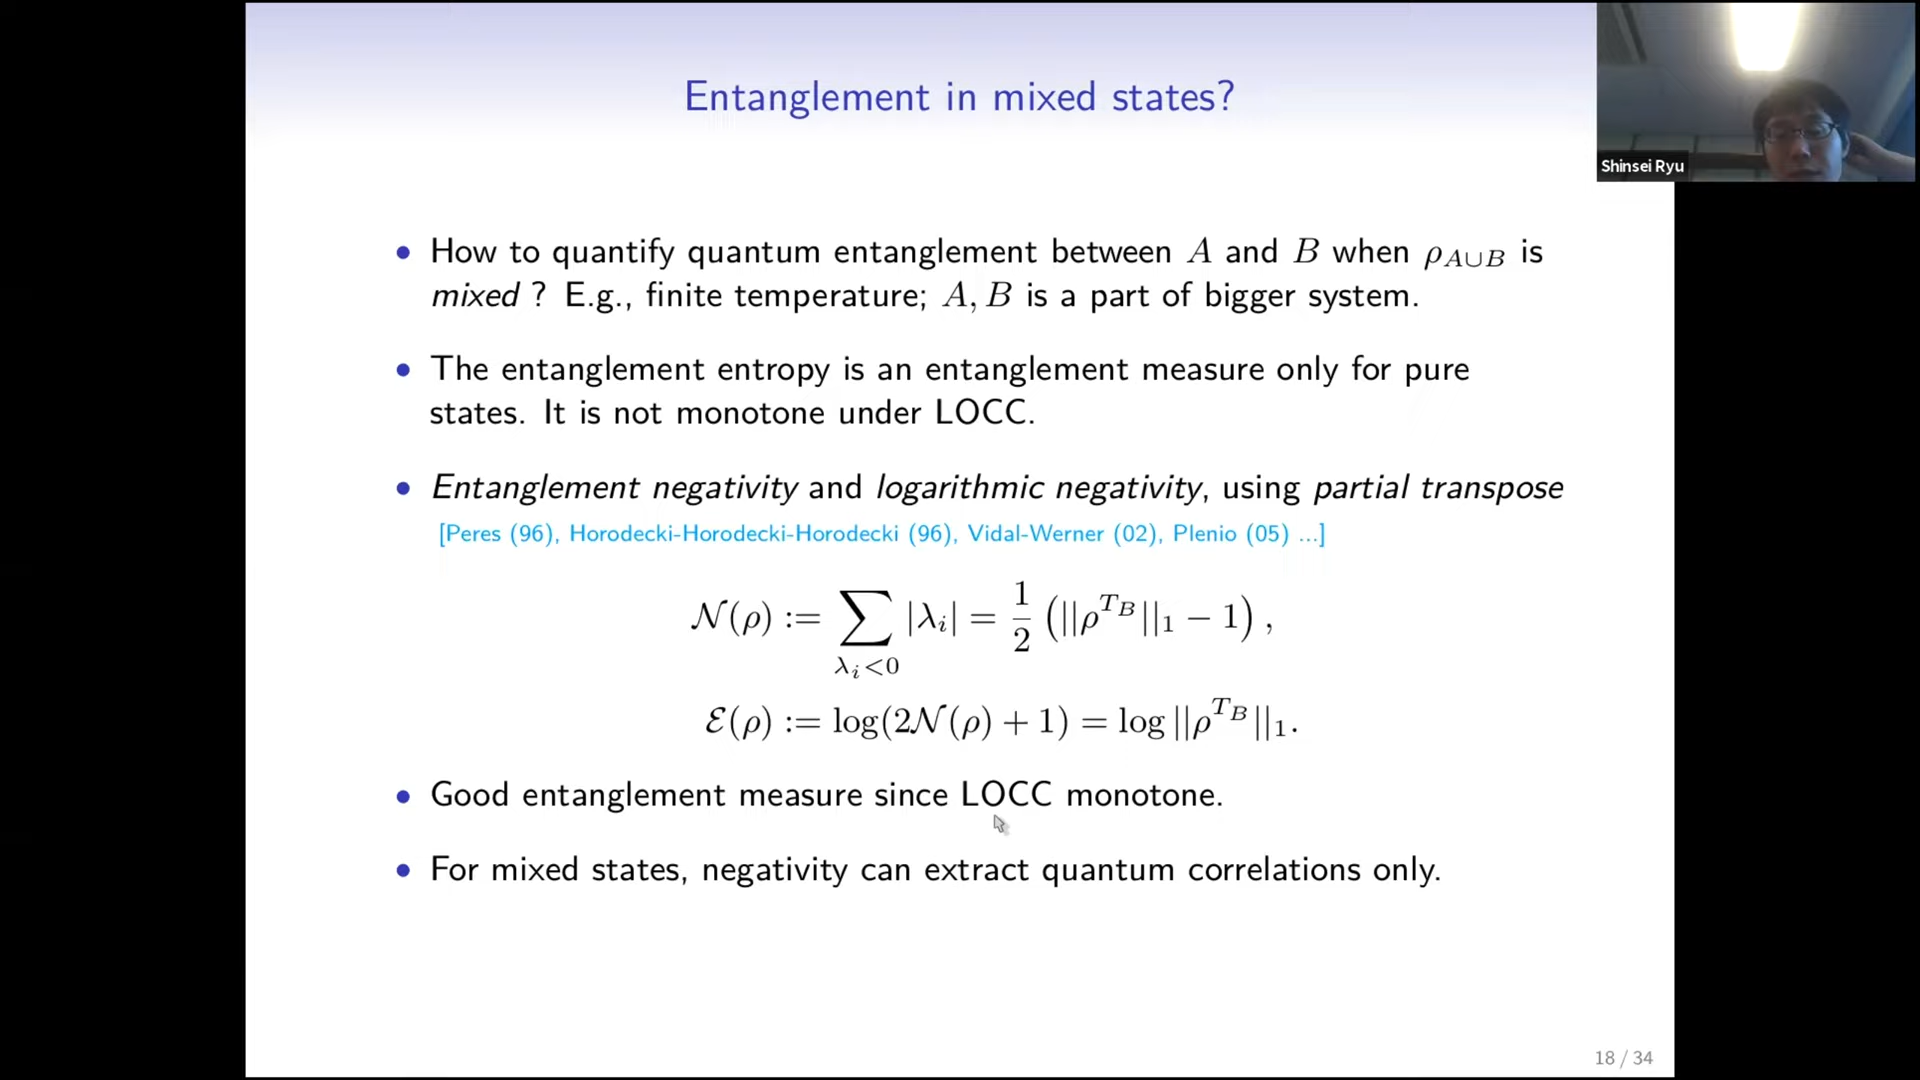 Entanglement in mixed states?
Shinsei Ryu
• How to quantify quantum entanglement between A and B when ρ_{A∪B} is
mixed ? E.g., finite temperature; A, B is a part of bigger system.
• The entanglement entropy is an entanglement measure only for pure
states. It is not monotone under LOCC.
• Entanglement negativity and logarithmic negativity, using partial transpose
[Peres (96), Horodecki-Horodecki-Horodecki (96), Vidal-Werner (02), Plenio (05) ...]
𝒩(ρ) := ∑_{λ_i<0} |λ_i| = 1/2 (||ρ^{T_B}||_1 − 1) ,
ℰ(ρ) := log(2𝒩(ρ) + 1) = log ||ρ^{T_B}||_1.
• Good entanglement measure since LOCC monotone.
• For mixed states, negativity can extract quantum correlations only.
18 / 34